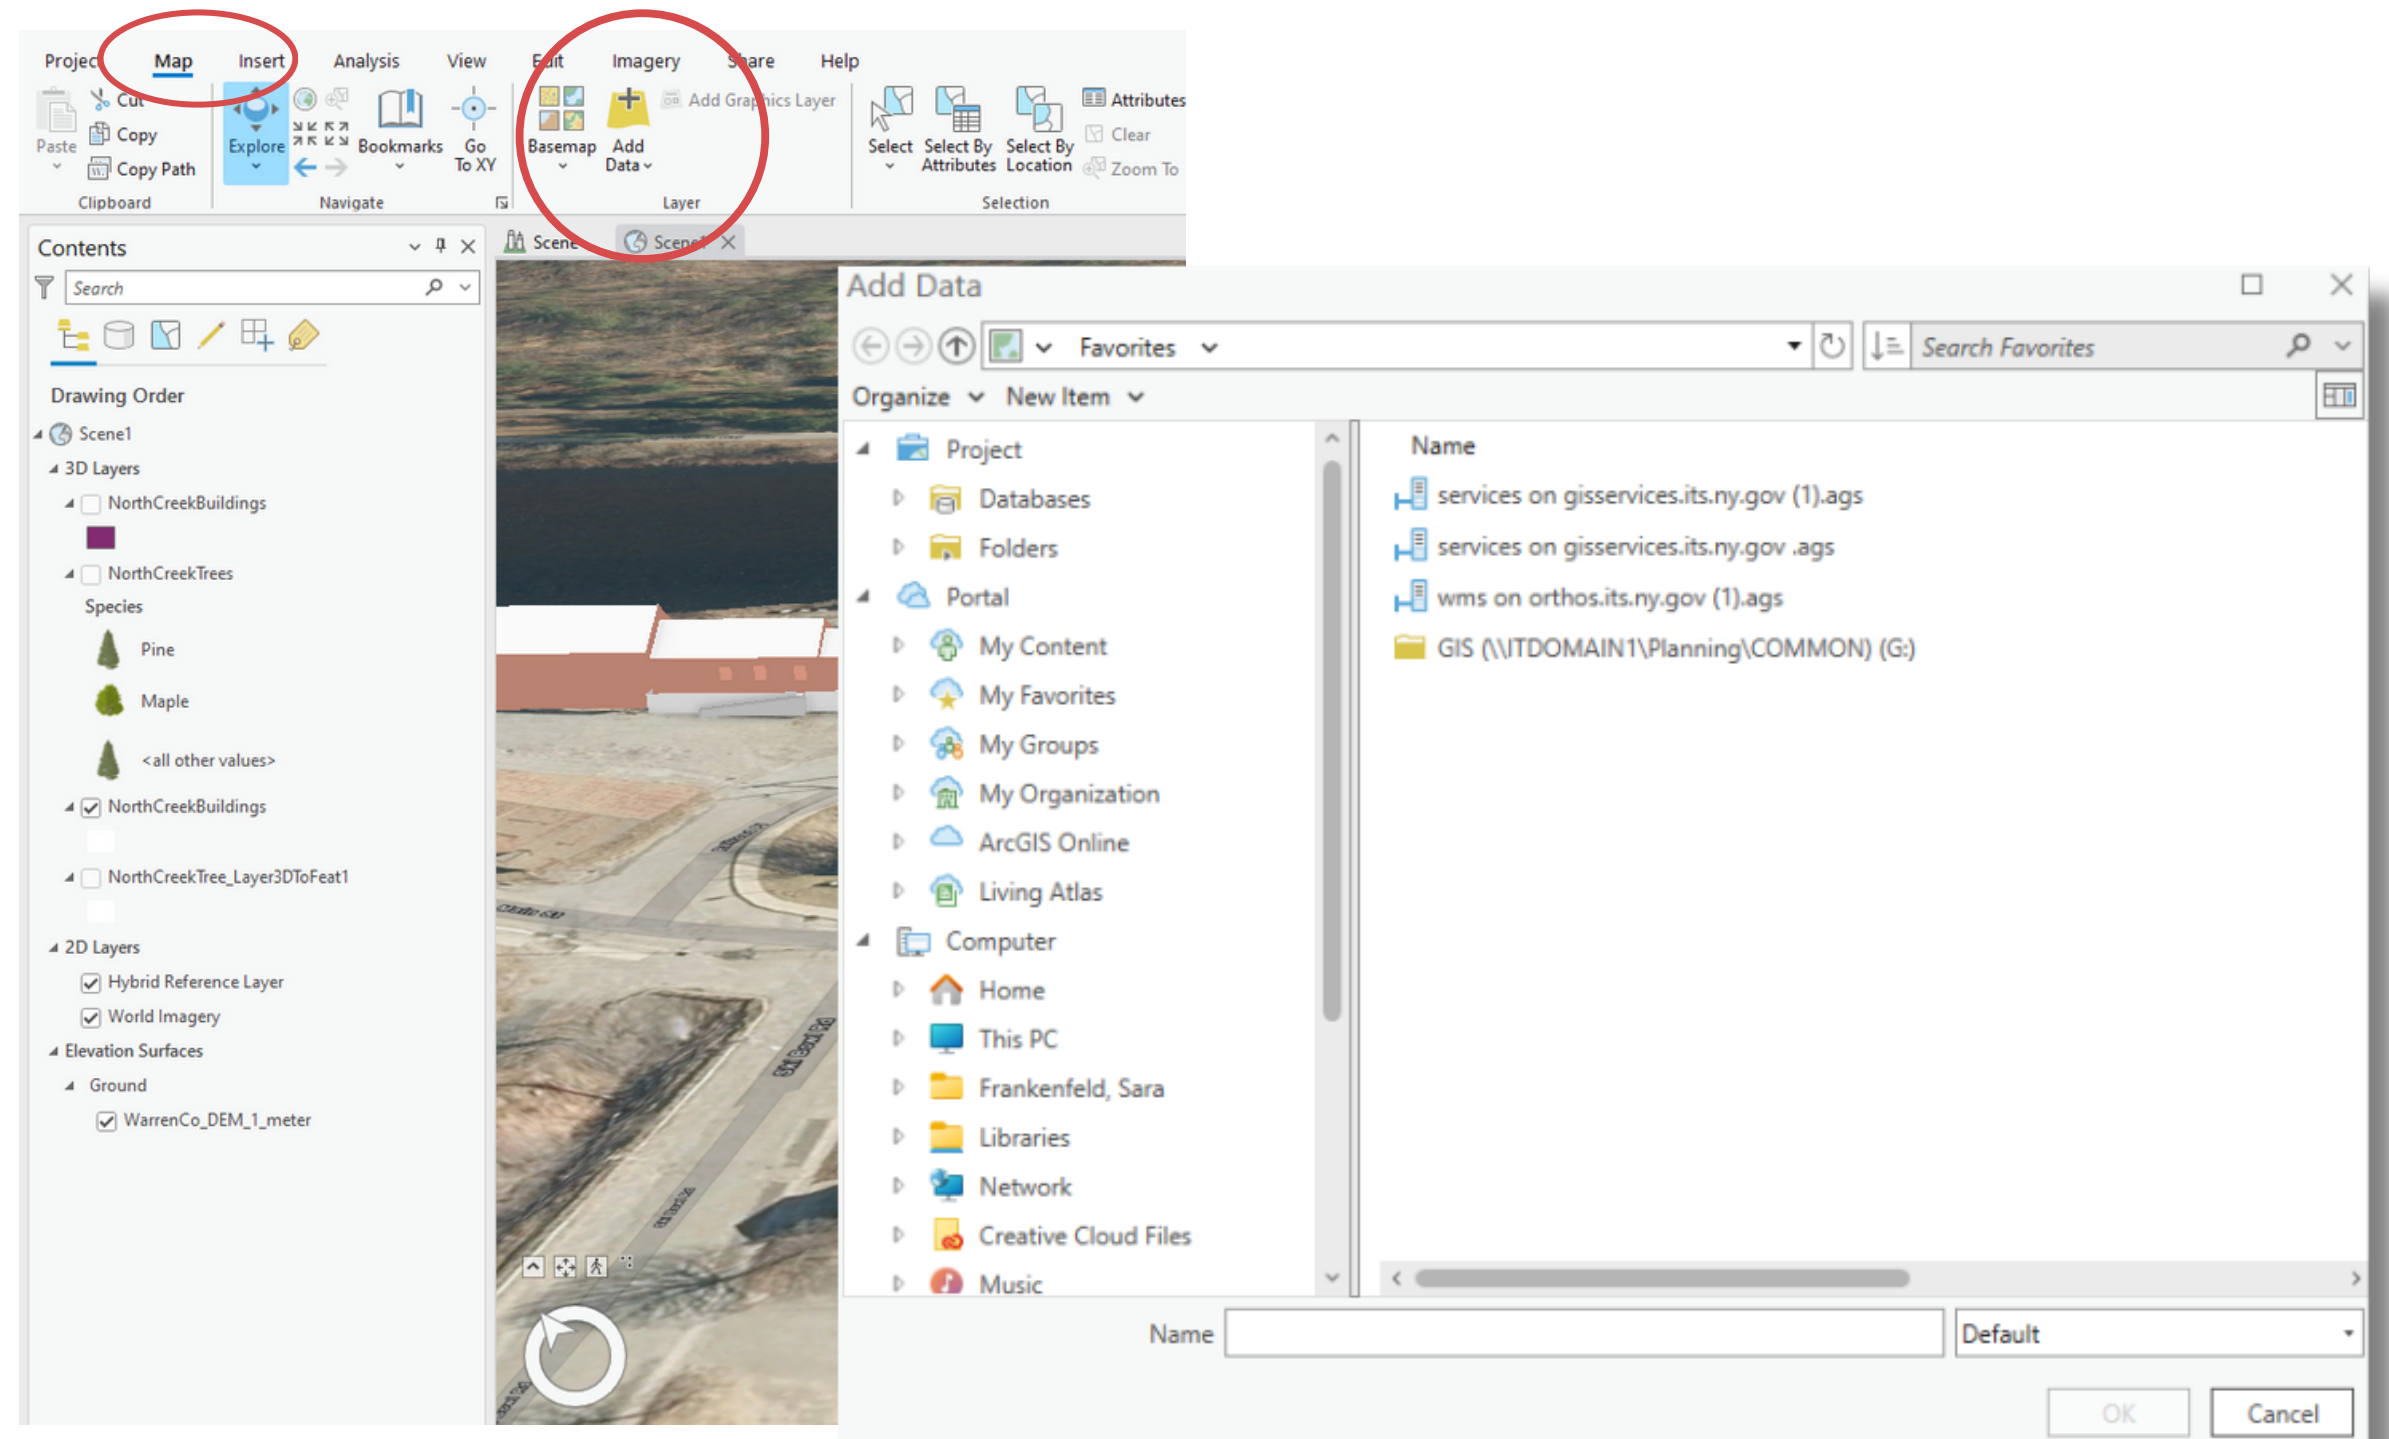 Project Map Insert Analysis View Edit Imagery Share Help
Cut
Copy
Copy Path
Paste
Clipboard
Explore
Bookmarks
Go
To XY
Navigate
Basemap
Add
Data
Add Graphics Layer
Layer
Select
Select By
Attributes
Select By
Location
Attributes
Clear
Zoom To
Selection
Contents
Search
Drawing Order
Scene1
3D Layers
NorthCreekBuildings
NorthCreekTrees
Species
Pine
Maple
<all other values>
NorthCreekBuildings
NorthCreekTree_Layer3DToFeat1
2D Layers
Hybrid Reference Layer
World Imagery
Elevation Surfaces
Ground
WarrenCo_DEM_1_meter
Scene
Scene1
Add Data
Favorites
Search Favorites
Organize New Item
Project
Databases
Folders
Portal
My Content
My Favorites
My Groups
My Organization
ArcGIS Online
Living Atlas
Computer
Home
This PC
Frankenfeld, Sara
Libraries
Network
Creative Cloud Files
Music
Name
services on gisservices.its.ny.gov (1).ags
services on gisservices.its.ny.gov .ags
wms on orthos.its.ny.gov (1).ags
GIS (\\ITDOMAIN1\Planning\COMMON) (G:)
Name
Default
OK
Cancel